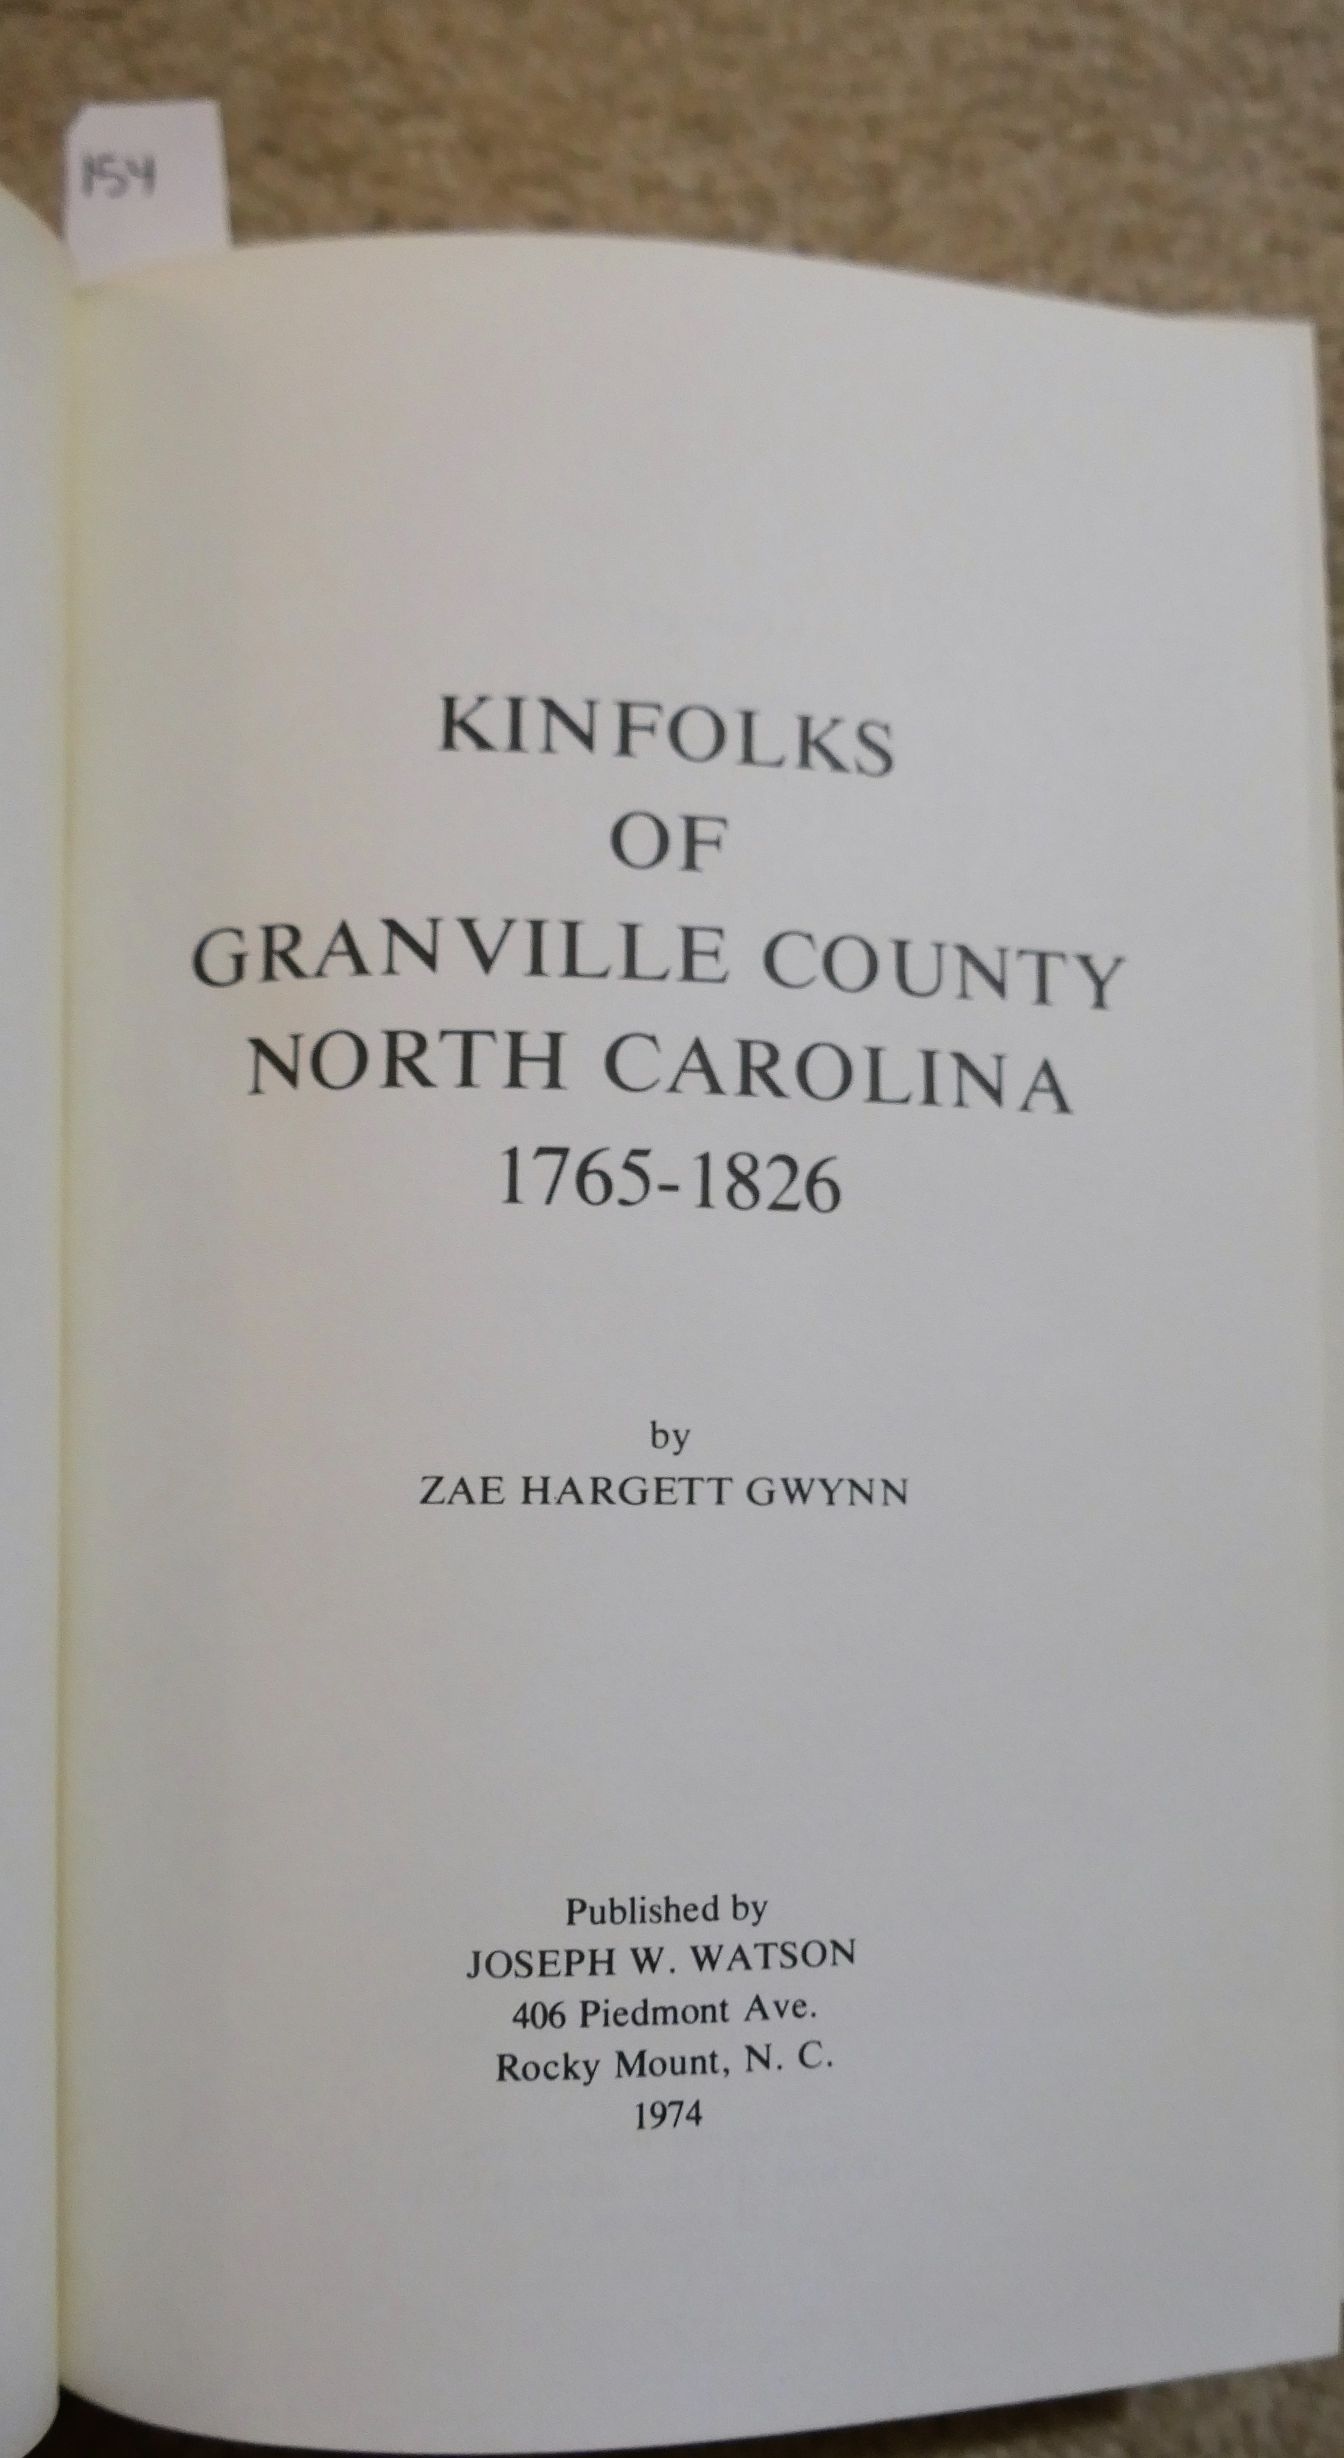 154
KINFOLKS
OF
GRANVILLE COUNTY
NORTH CAROLINA
1765-1826
by
ZAE HARGETT GWYNN
Published by
JOSEPH W. WATSON
406 Piedmont Ave.
Rocky Mount, N. C.
1974